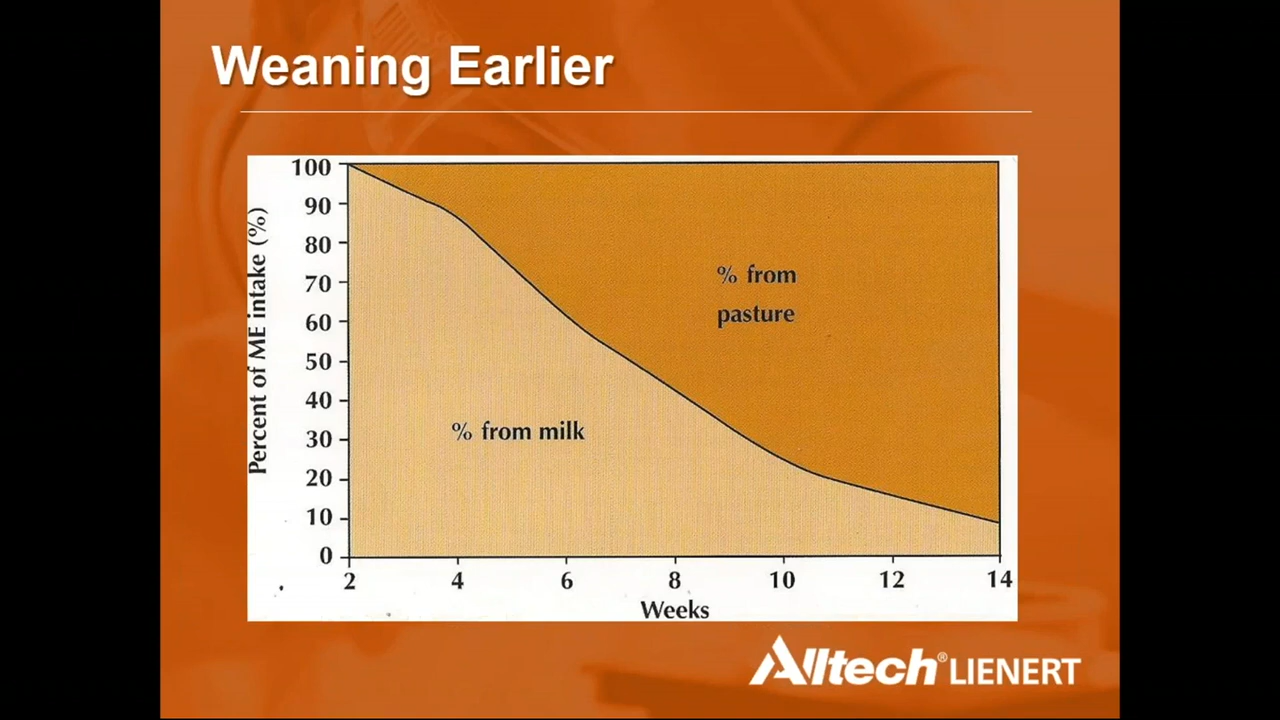 Weaning Earlier
Percent of ME intake (%)
100
90
80
70
60
50
40
30
20
10
0
% from
pasture
% from milk
2 4 6 8 10 12 14
Weeks
Alltech® LIENERT